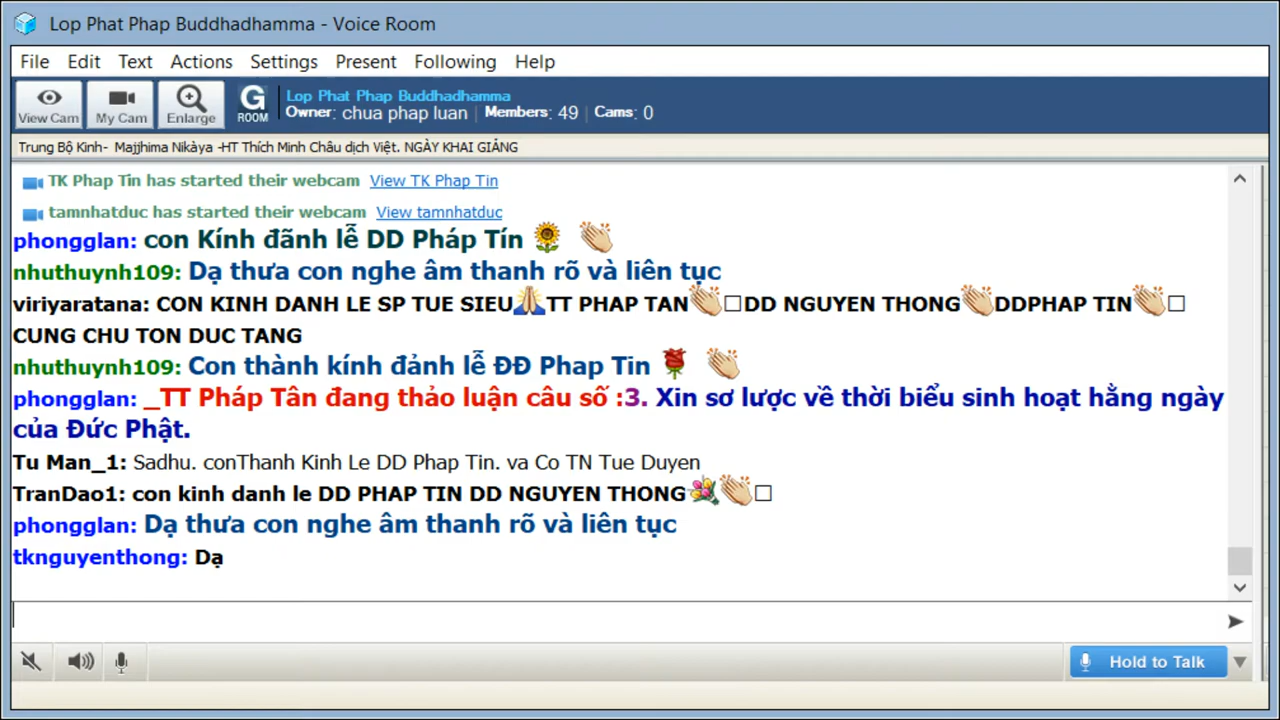 Lop Phat Phap Buddhadhamma - Voice Room
File Edit Text Actions Settings Present Following Help
View Cam My Cam Enlarge G ROOM Lop Phat Phap Buddhadhamma
Owner: chua phap luan | Members: 49 | Cams: 0
Trung Bộ Kinh- Majjhima Nikàya -HT Thích Minh Châu dịch Việt. NGÀY KHAI GIẢNG
TK Phap Tin has started their webcam View TK Phap Tin
tamnhatduc has started their webcam View tamnhatduc
phongglan: con Kính đãnh lễ DD Pháp Tín 🌻 👏
nhuthuynh109: Dạ thưa con nghe âm thanh rõ và liên tục
viriyaratana: CON KINH DANH LE SP TUE SIEU🙏TT PHAP TAN👏□DD NGUYEN THONG👏DDPHAP TIN👏□
CUNG CHU TON DUC TANG
nhuthuynh109: Con thành kính đảnh lễ ĐĐ Phap Tin 🌹 👏
phongglan: _TT Pháp Tân đang thảo luận câu số :3. Xin sơ lược về thời biểu sinh hoạt hằng ngày
của Đức Phật.
Tu Man_1: Sadhu. conThanh Kinh Le DD Phap Tin. va Co TN Tue Duyen
TranDao1: con kinh danh le DD PHAP TIN DD NGUYEN THONG💐👏□
phongglan: Dạ thưa con nghe âm thanh rõ và liên tục
tknguyenthong: Dạ
Hold to Talk